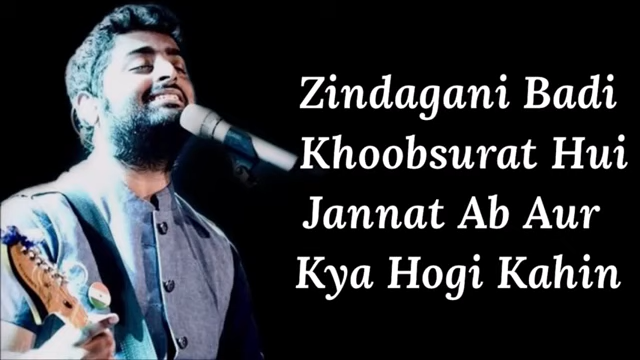 Zindagani Badi
Khoobsurat Hui
Jannat Ab Aur
Kya Hogi Kahin